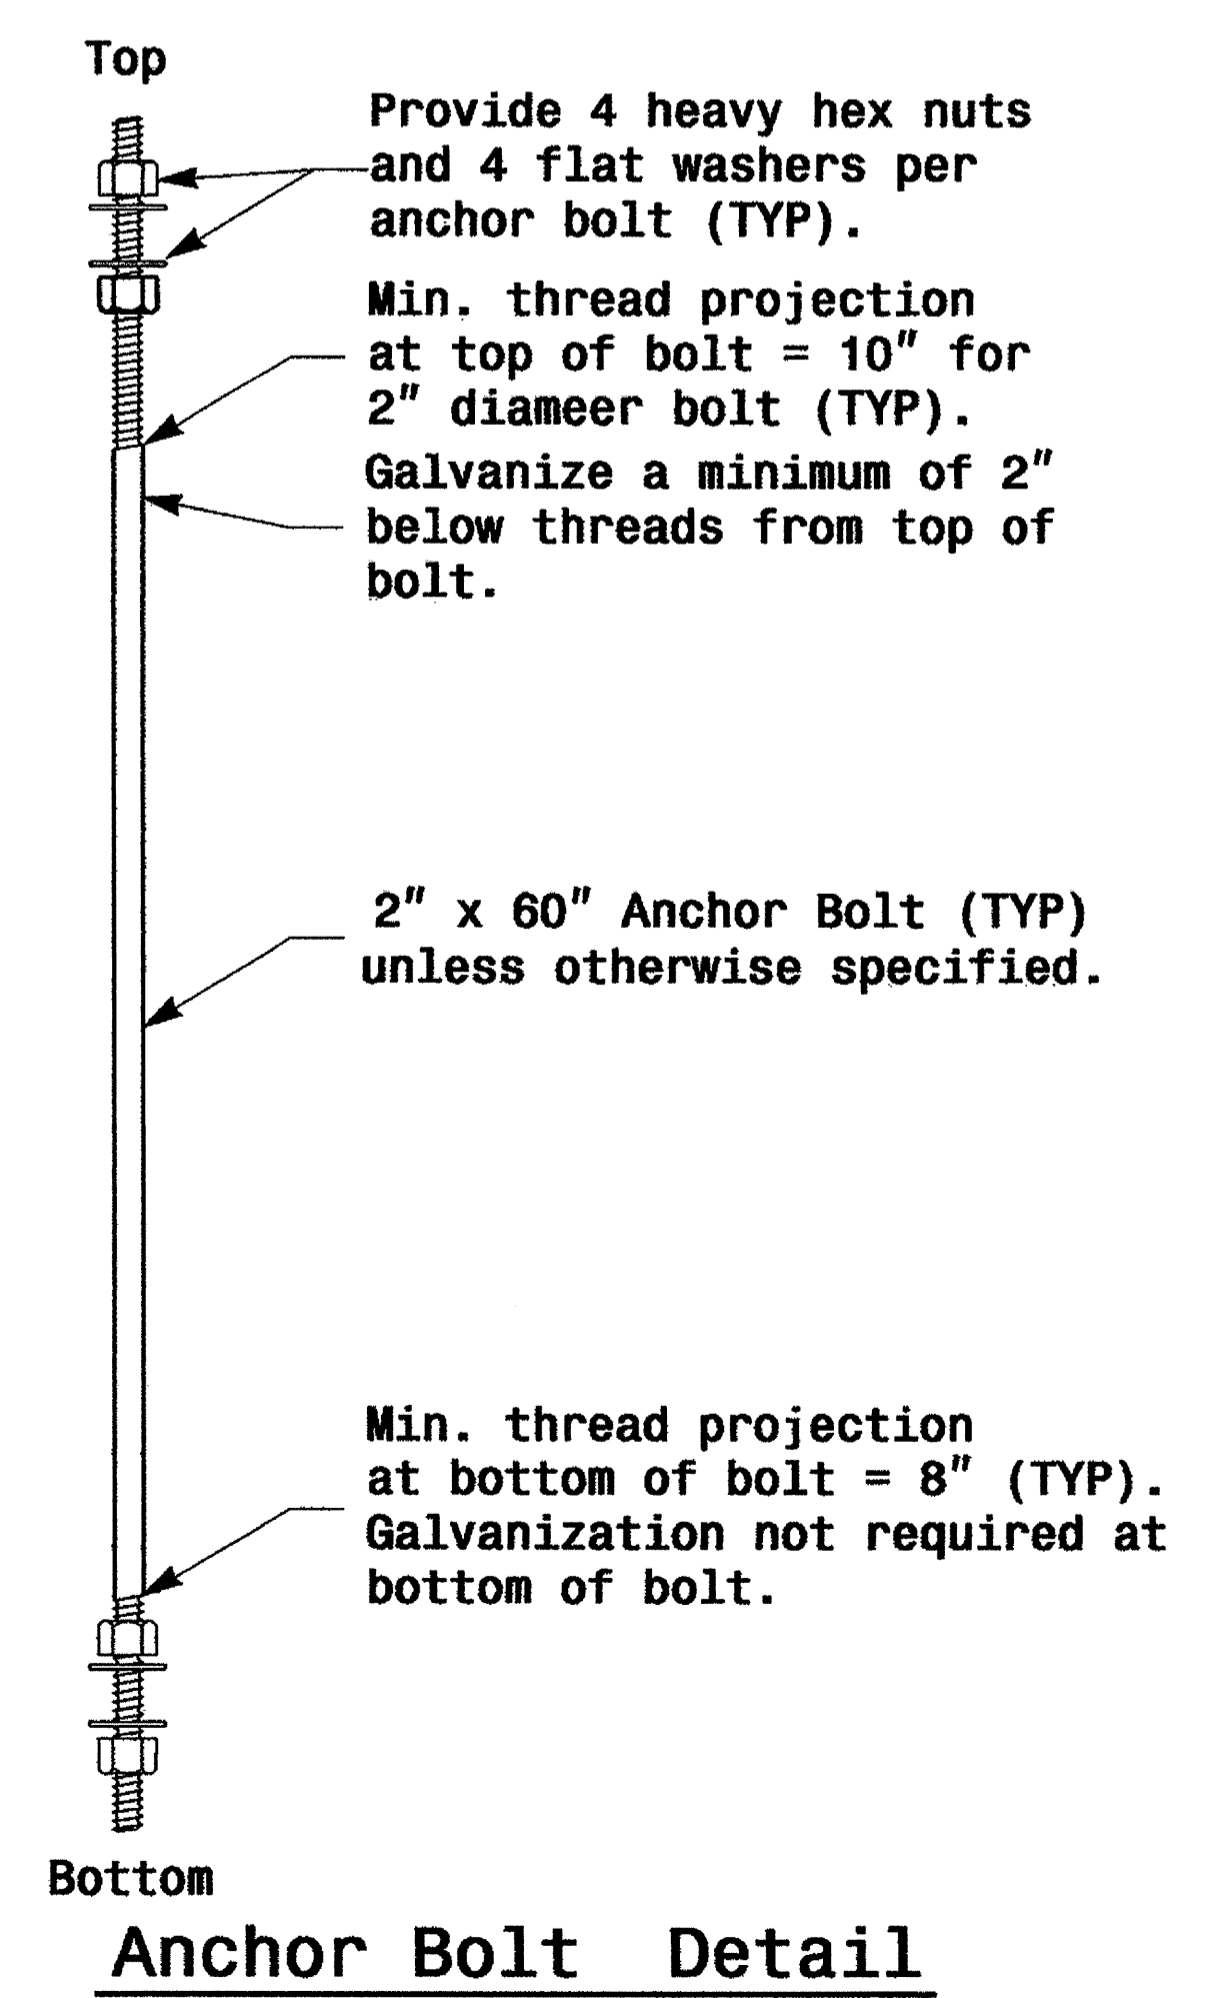 Top
Provide 4 heavy hex nuts
and 4 flat washers per
anchor bolt (TYP).
Min. thread projection
at top of bolt = 10" for
2" diameer bolt (TYP).
Galvanize a minimum of 2"
below threads from top of
bolt.
2" x 60" Anchor Bolt (TYP)
unless otherwise specified.
Min. thread projection
at bottom of bolt = 8" (TYP).
Galvanization not required at
bottom of bolt.
Bottom
Anchor Bolt Detail